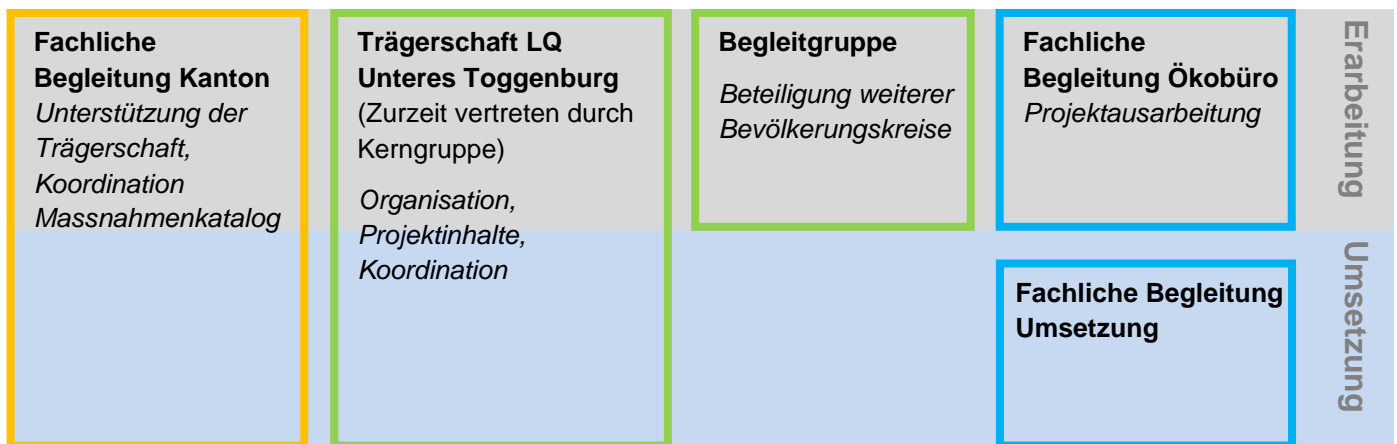 Fachliche
Begleitung Kanton
Unterstützung der
Trägerschaft,
Koordination
Massnahmenkatalog
Trägerschaft LQ
Unteres Toggenburg
(Zurzeit vertreten durch
Kerngruppe)
Organisation,
Projektinhalte,
Koordination
Begleitgruppe
Beteiligung weiterer
Bevölkerungskreise
Fachliche
Begleitung Ökobüro
Projektausarbeitung
Fachliche Begleitung
Umsetzung
Erarbeitung
Umsetzung